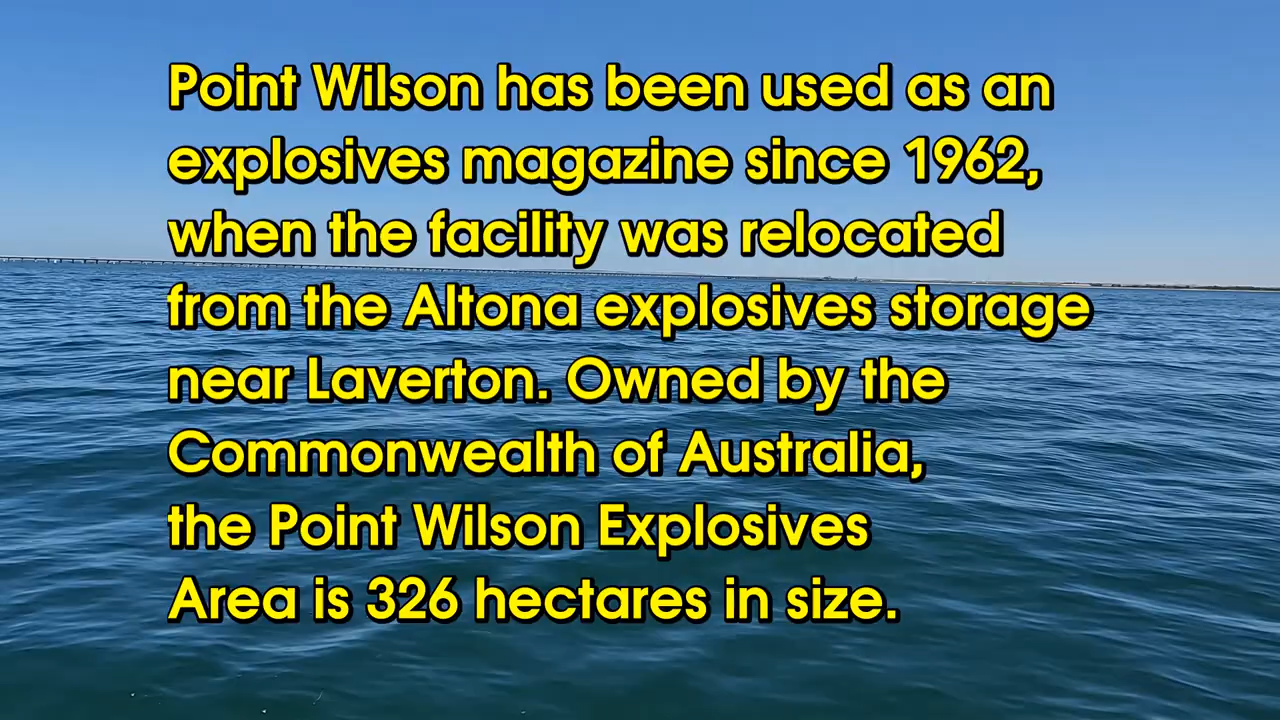 Point Wilson has been used as an
explosives magazine since 1962,
when the facility was relocated
from the Altona explosives storage
near Laverton. Owned by the
Commonwealth of Australia,
the Point Wilson Explosives
Area is 326 hectares in size.